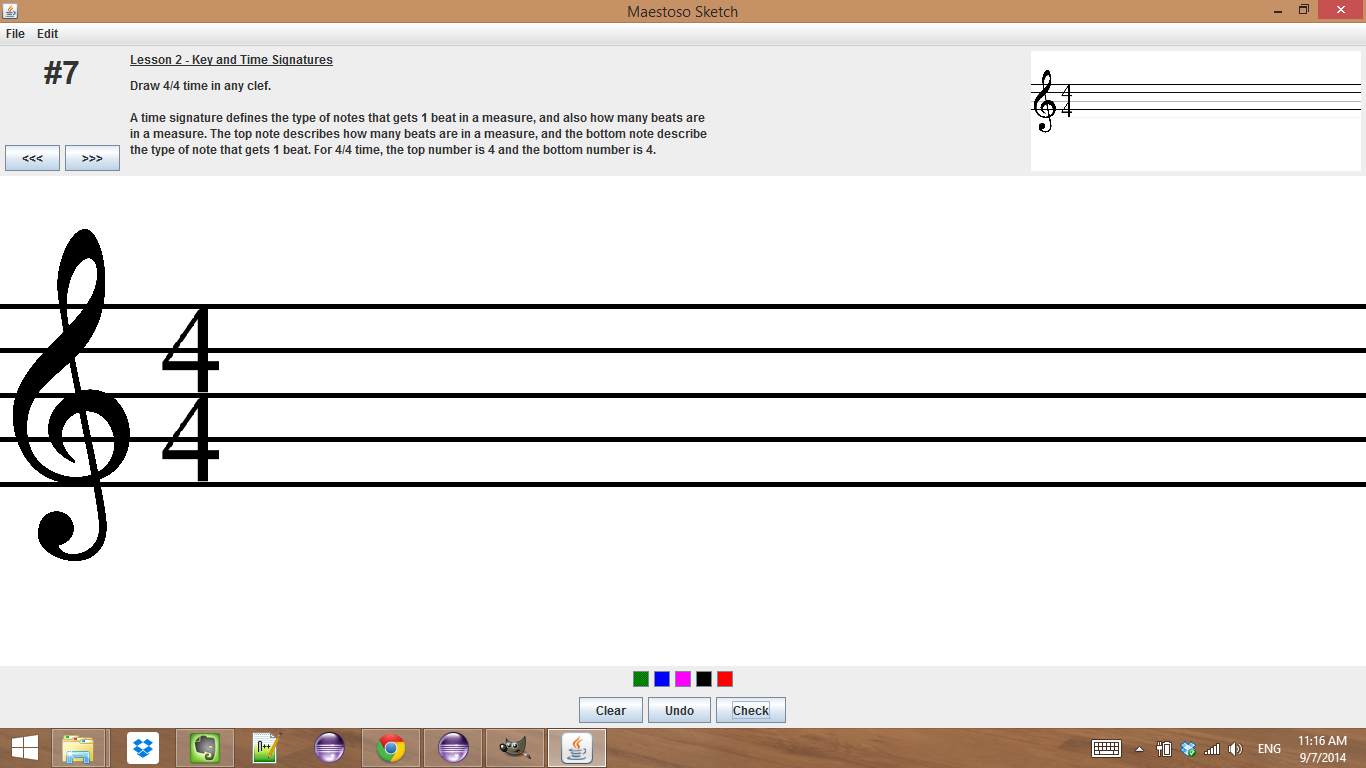 Maestoso Sketch
File Edit
#7
Lesson 2 - Key and Time Signatures
Draw 4/4 time in any clef.
A time signature defines the type of notes that gets 1 beat in a measure, and also how many beats are
in a measure. The top note describes how many beats are in a measure, and the bottom note describe
the type of note that gets 1 beat. For 4/4 time, the top number is 4 and the bottom number is 4.
<<< >>>
4
4
4
4
Clear Undo Check
ENG
11:16 AM
9/7/2014